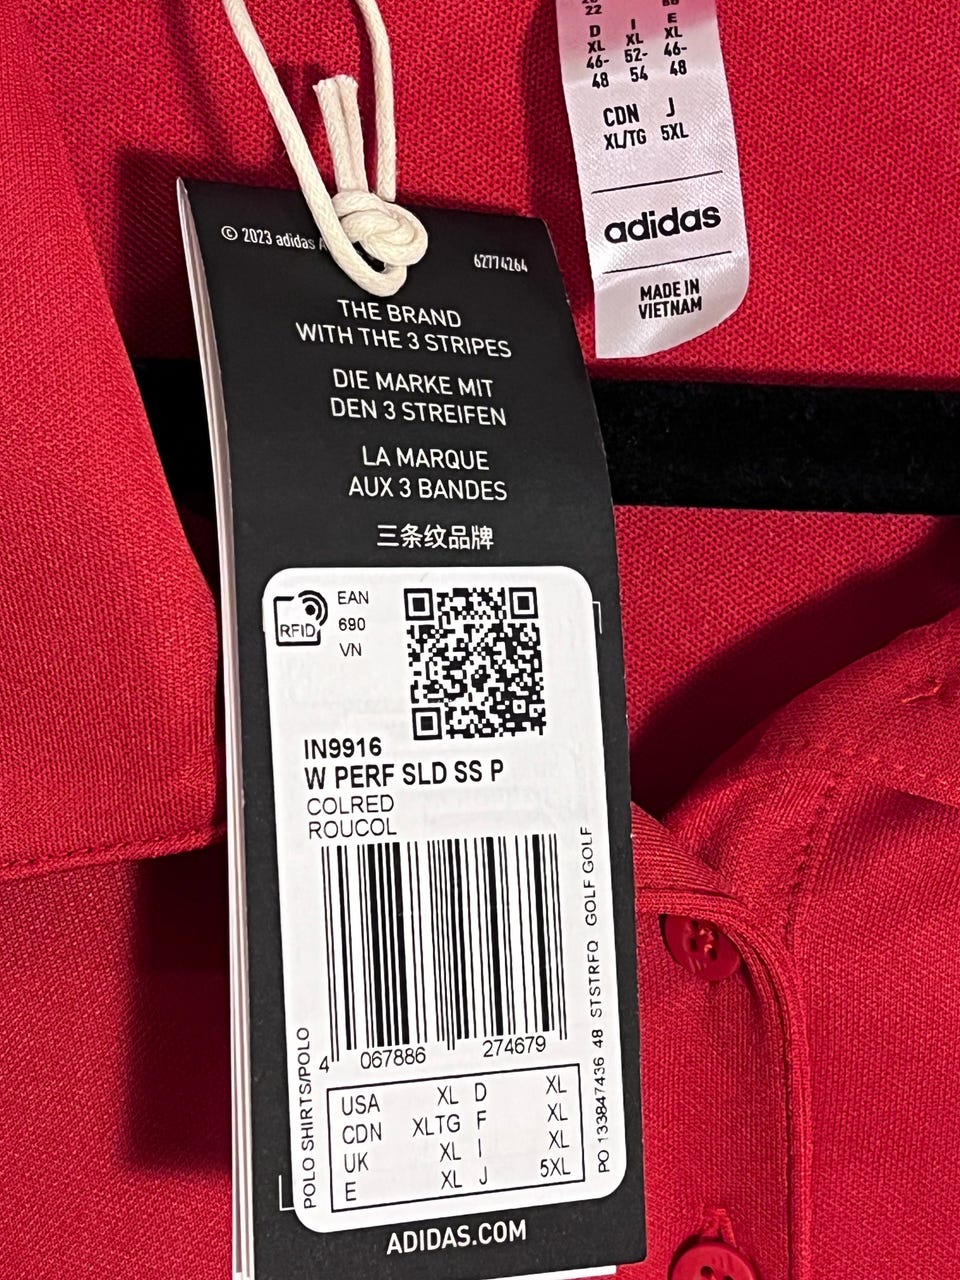 22
D I E
XL XL XL
46- 52- 46-
48 54 48
CDN J
XL/TG 5XL
adidas
MADE IN
VIETNAM
© 2023 adidas
62774264
THE BRAND
WITH THE 3 STRIPES
DIE MARKE MIT
DEN 3 STREIFEN
LA MARQUE
AUX 3 BANDES
三条纹品牌
RFID
EAN
690
VN
IN9916
W PERF SLD SS P
COLRED
ROUCOL
4 067886 274679
POLO SHIRTS/POLO
PO 133847436 48 STSTRFQ GOLF GOLF
USA XL D XL
CDN XLTG F XL
UK XL I XL
E XL J 5XL
ADIDAS.COM